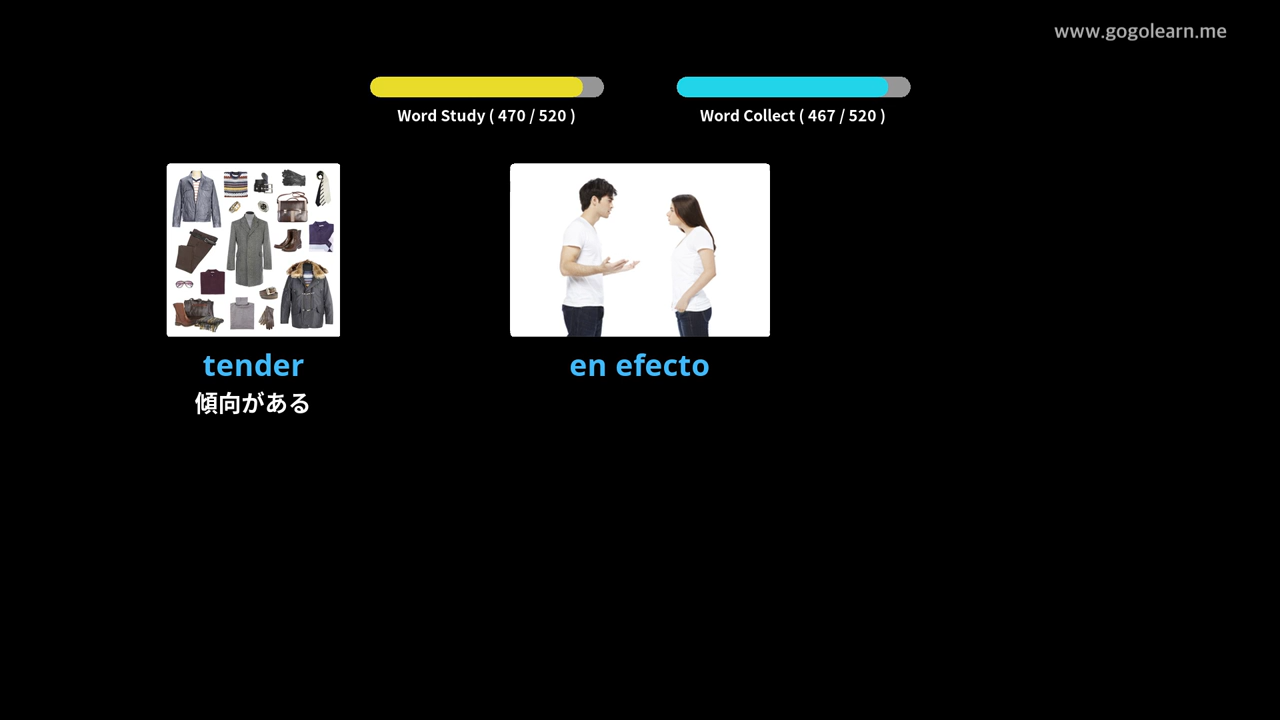 www.gogolearn.me
Word Study ( 470 / 520 )
Word Collect ( 467 / 520 )
tender
傾向がある
en efecto